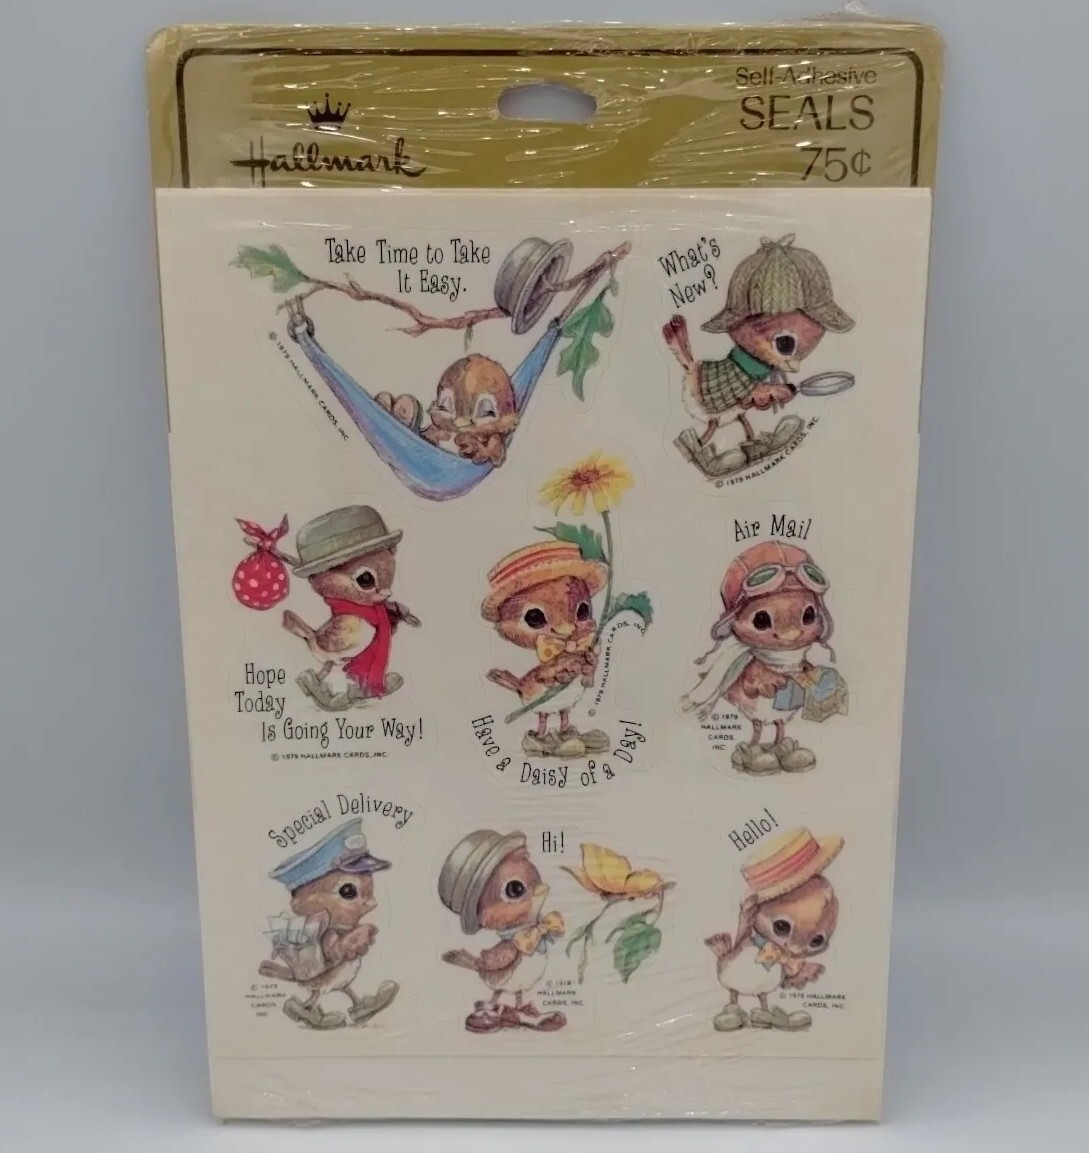 Hallmark
Self-Adhesive
SEALS
75¢
Take Time to Take
It Easy.
© 1979 HALLMARK CARDS, INC.
What's
New?
© 1979 HALLMARK CARDS, INC.
Hope
Today
Is Going Your Way!
© 1979 HALLMARK CARDS, INC.
Have a Daisy of a Day!
© 1979 HALLMARK CARDS, INC.
Air Mail
© 1979
HALLMARK
CARDS,
INC.
Special Delivery
© 1979
HALLMARK
CARDS,
INC.
Hi!
© 1979
HALLMARK
CARDS, INC.
Hello!
© 1979 HALLMARK
CARDS, INC.